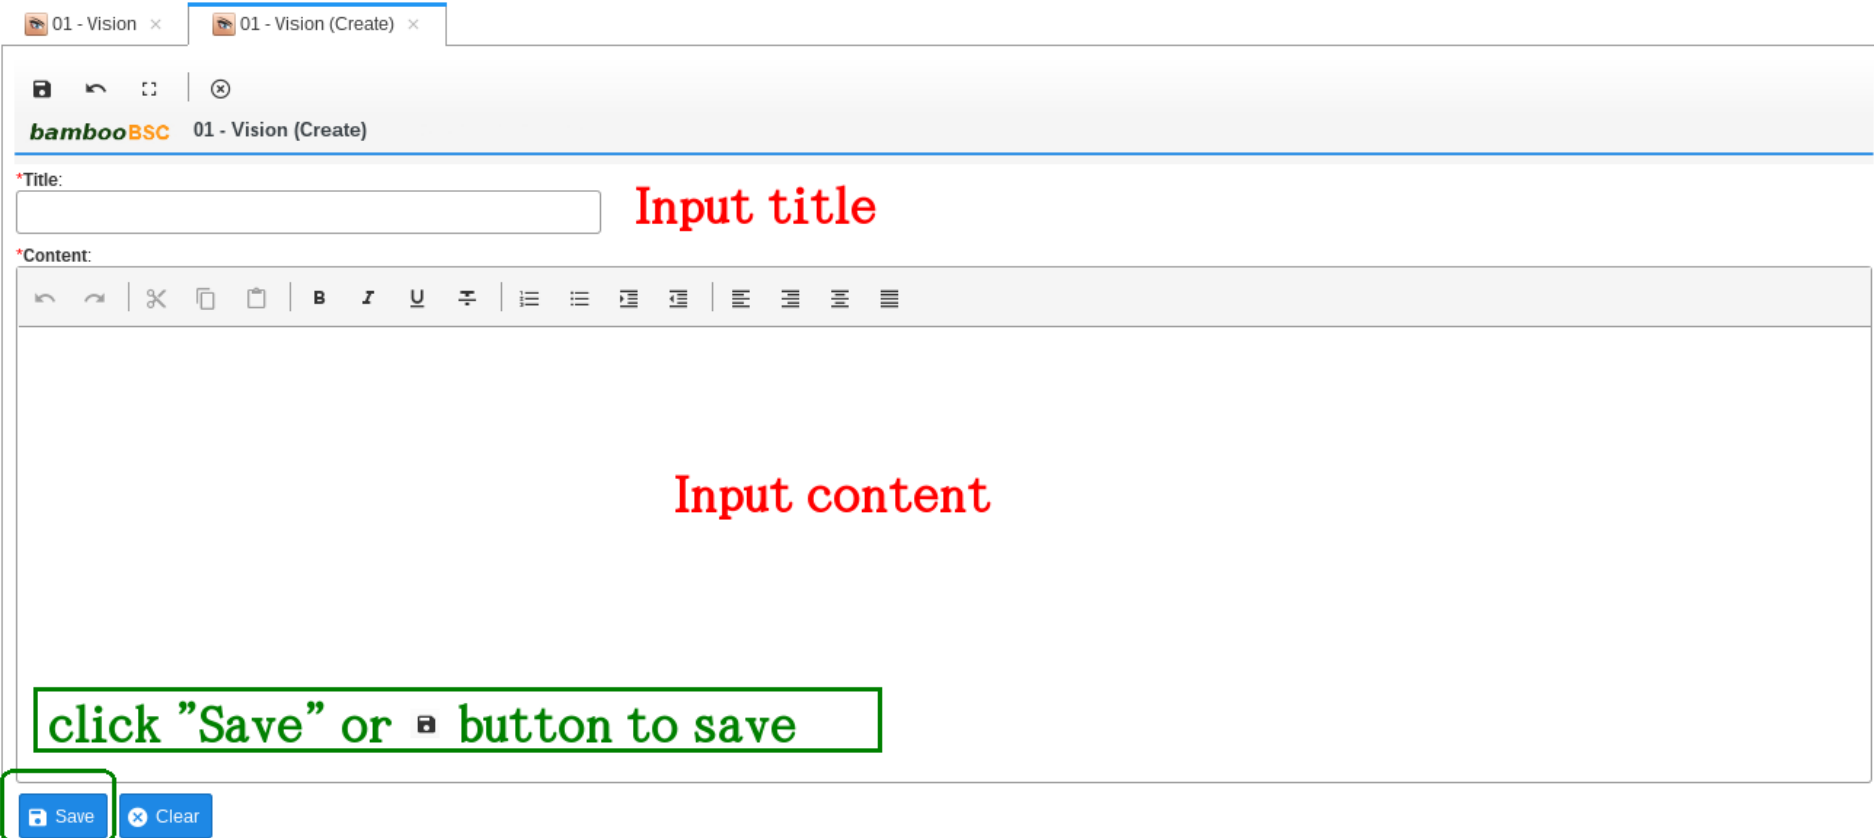 01 - Vision
01 - Vision (Create)
bambooBSC 01 - Vision (Create)
*Title:
Input title
*Content:
B I U
Input content
click "Save" or button to save
Save Clear